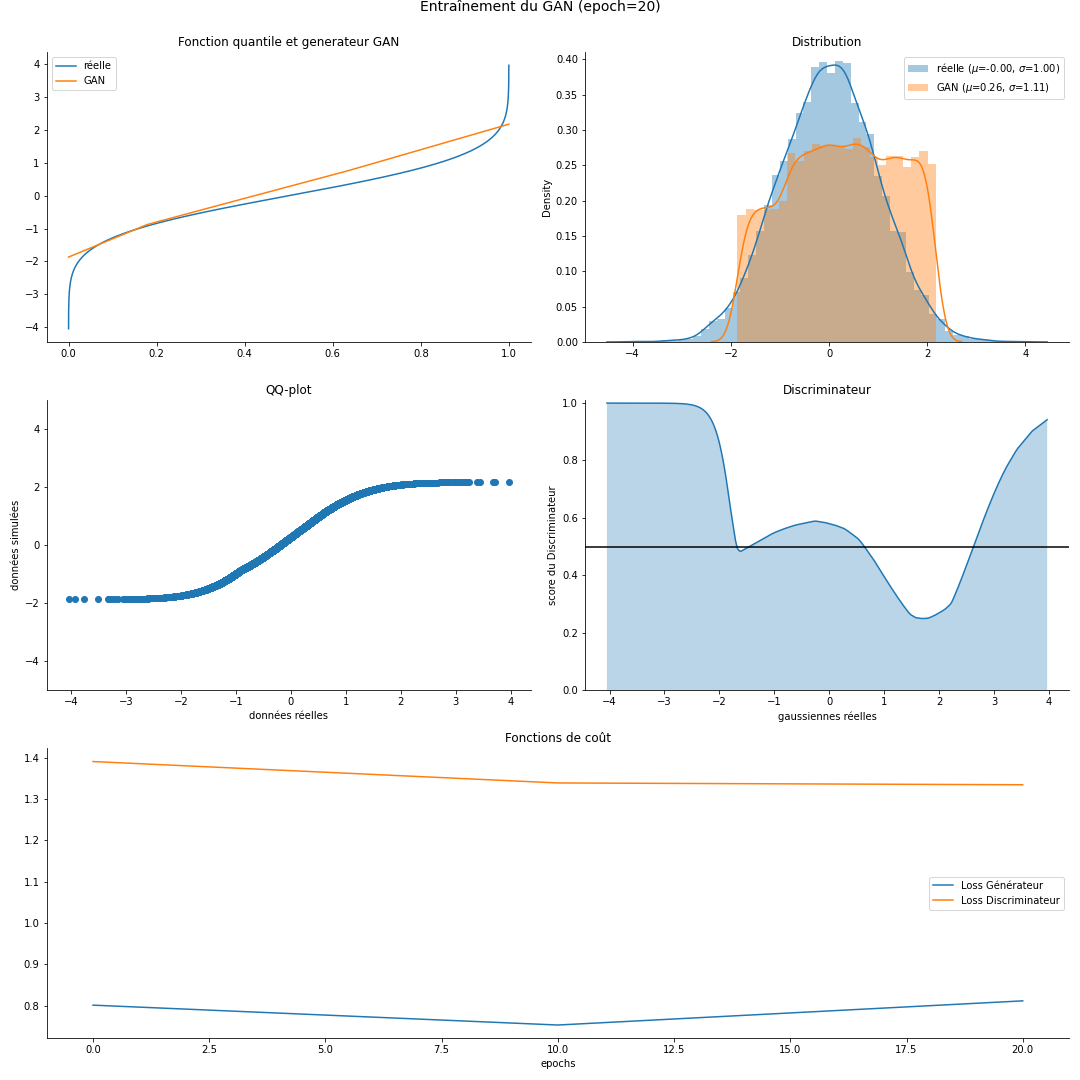 Entraînement du GAN (epoch=20)
Fonction quantile et generateur GAN
réelle
GAN
4
3
2
1
0
−1
−2
−3
−4
0.0 0.2 0.4 0.6 0.8 1.0
Distribution
réelle (μ=-0.00, σ=1.00)
GAN (μ=0.26, σ=1.11)
Density
0.40
0.35
0.30
0.25
0.20
0.15
0.10
0.05
0.00
−4 −2 0 2 4
QQ-plot
données simulées
4
2
0
−2
−4
−4 −3 −2 −1 0 1 2 3 4
données réelles
Discriminateur
score du Discriminateur
1.0
0.8
0.6
0.4
0.2
0.0
−4 −3 −2 −1 0 1 2 3 4
gaussiennes réelles
Fonctions de coût
1.4
1.3
1.2
1.1
1.0
0.9
0.8
Loss Générateur
Loss Discriminateur
0.0 2.5 5.0 7.5 10.0 12.5 15.0 17.5 20.0
epochs